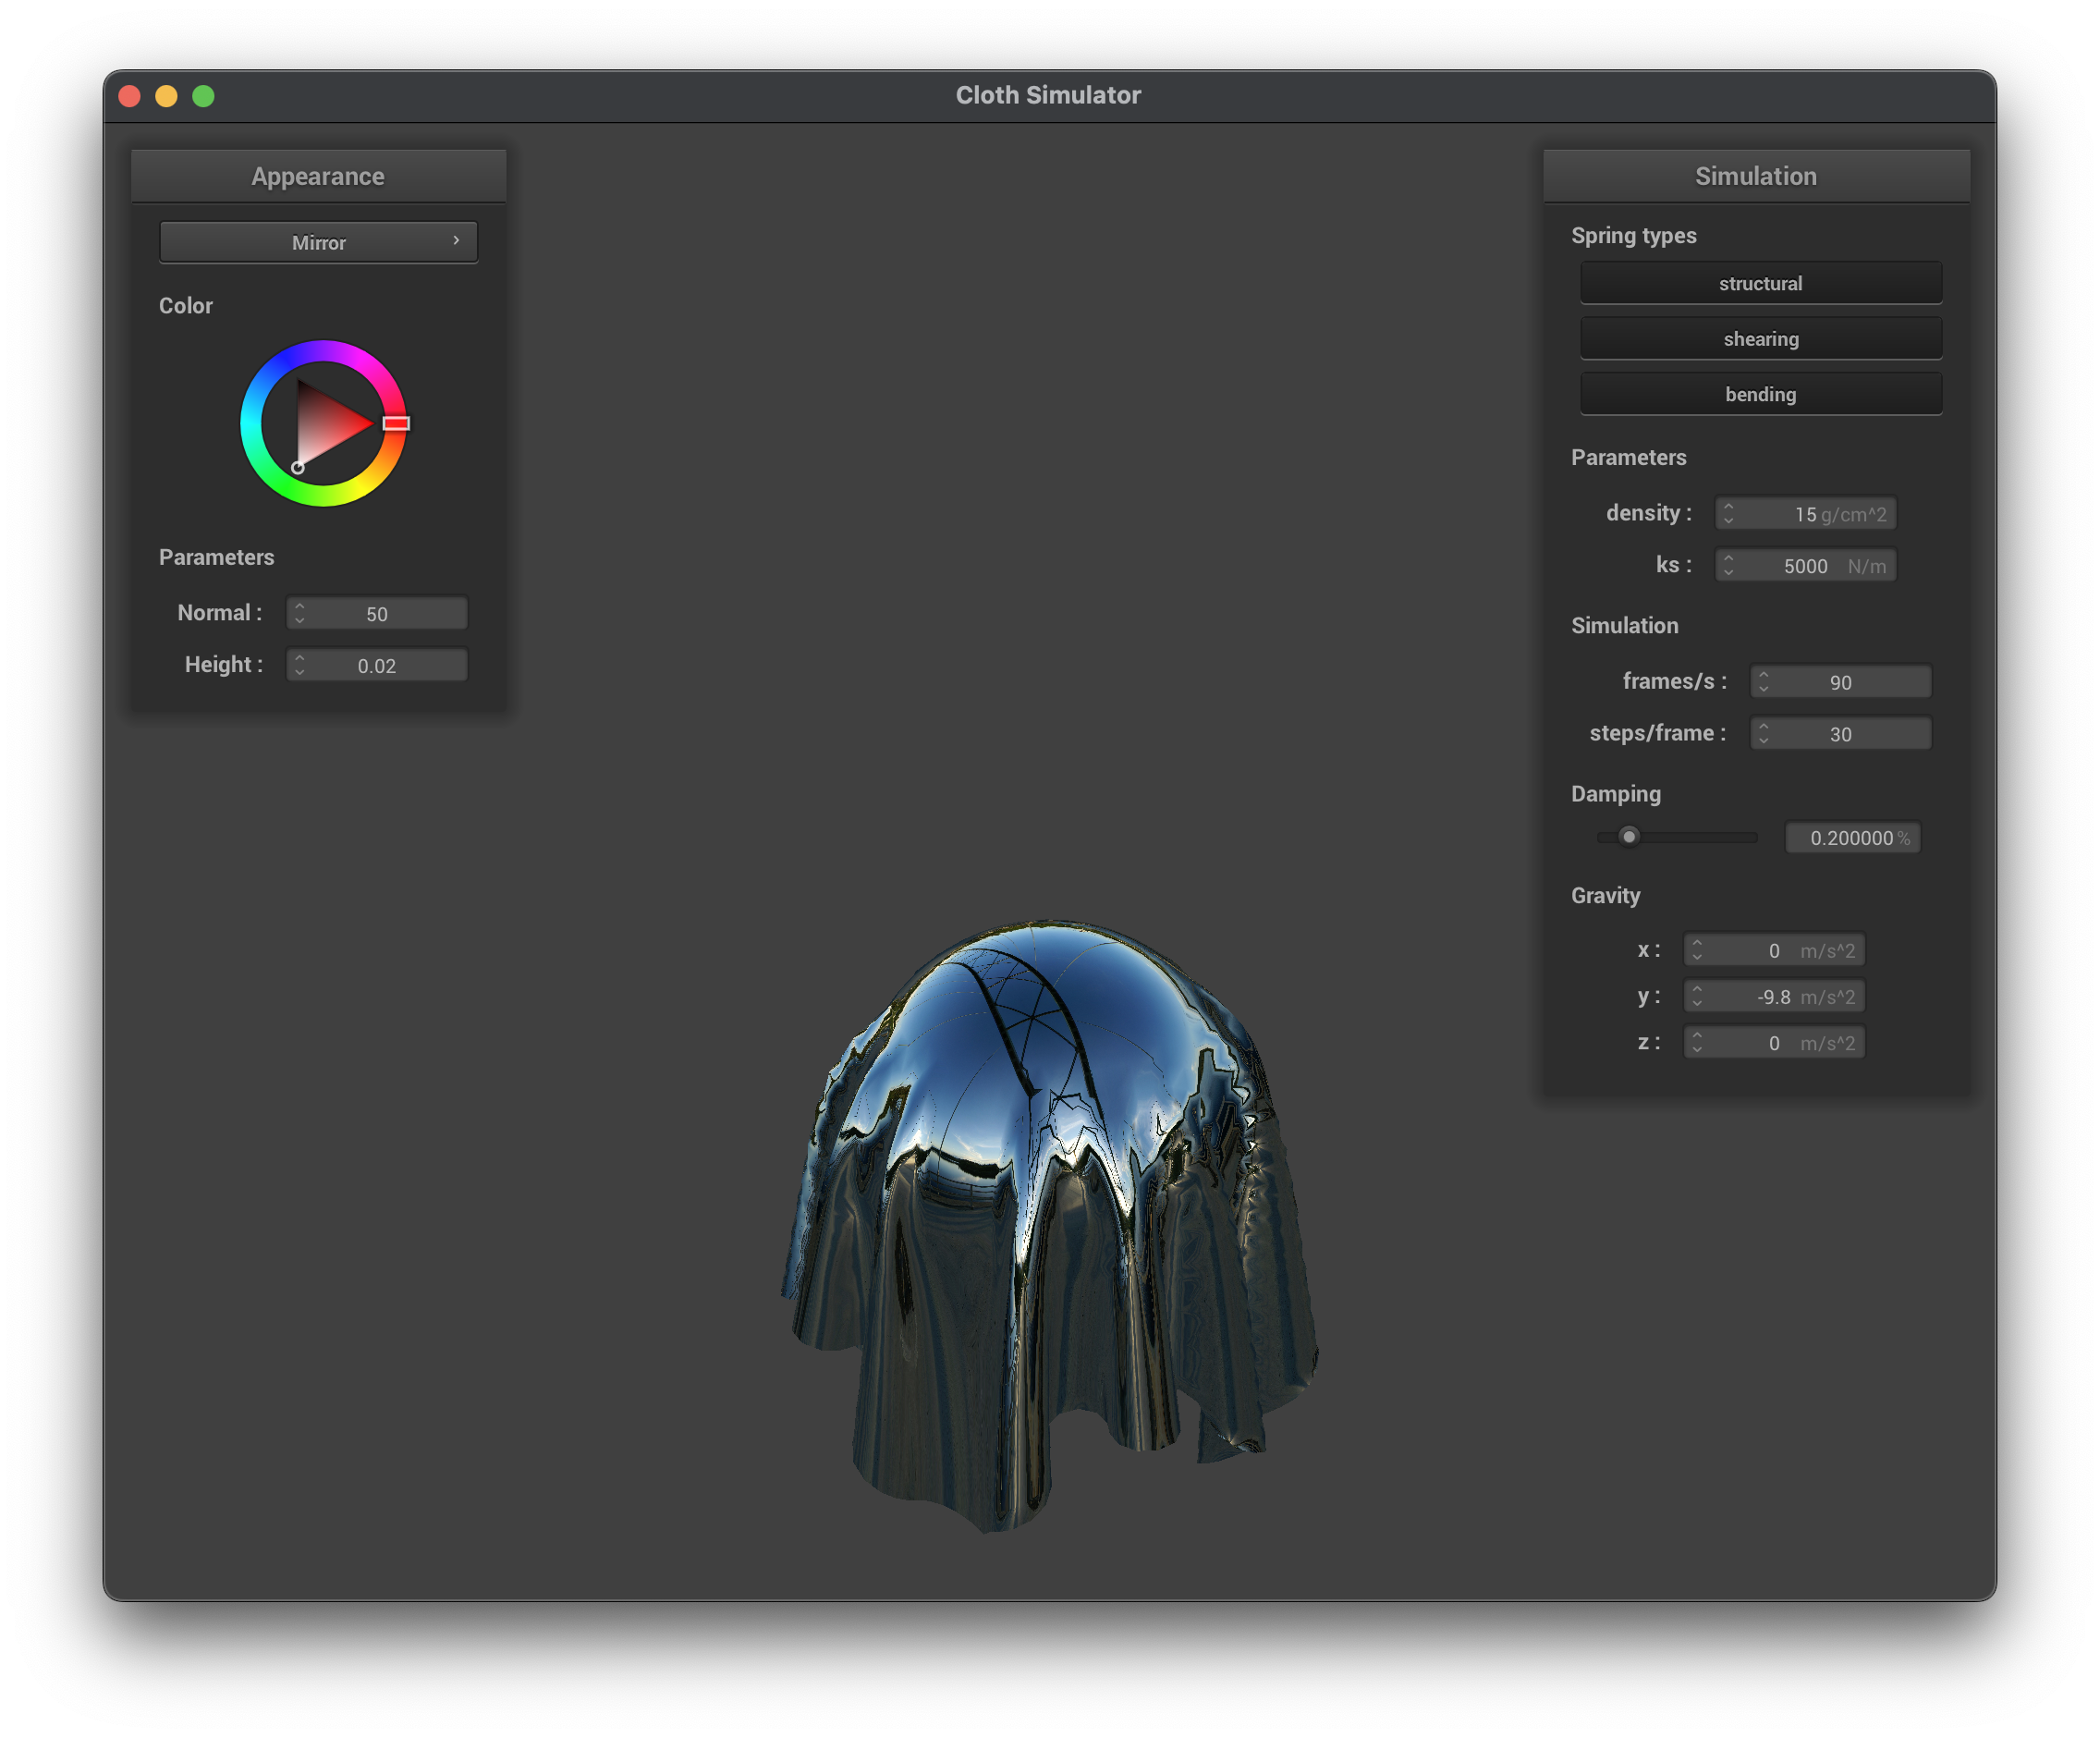 Cloth Simulator
Appearance
Mirror
Color
Parameters
Normal : 50
Height : 0.02
Simulation
Spring types
structural
shearing
bending
Parameters
density : 15 g/cm^2
ks : 5000 N/m
Simulation
frames/s : 90
steps/frame : 30
Damping
0.200000 %
Gravity
x : 0 m/s^2
y : -9.8 m/s^2
z : 0 m/s^2